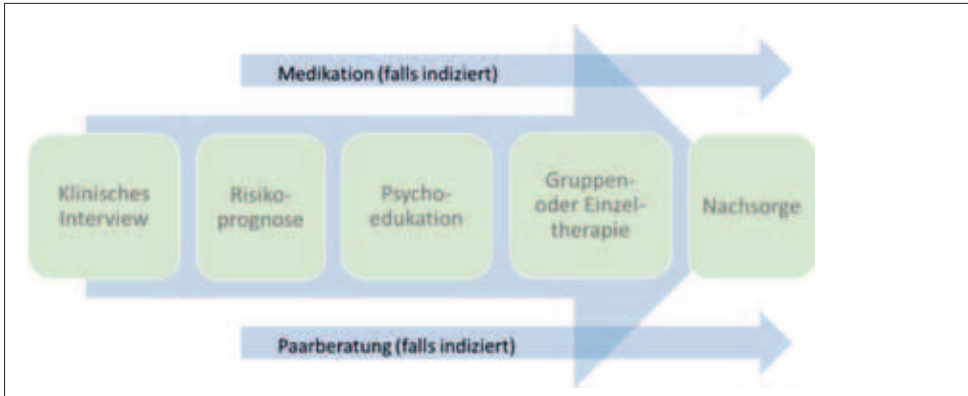 Medikation (falls indiziert)
Klinisches
Interview
Risiko-
prognose
Psycho-
edukation
Gruppen-
oder Einzel-
therapie
Nachsorge
Paarberatung (falls indiziert)